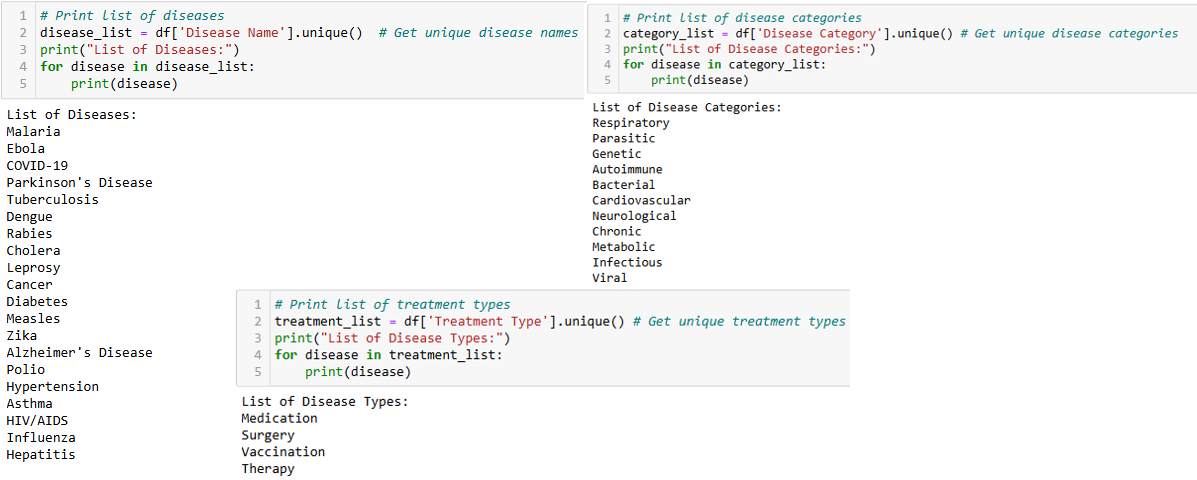 1 # Print list of diseases
2 disease_list = df['Disease Name'].unique()  # Get unique disease names
3 print("List of Diseases:")
4 for disease in disease_list:
5     print(disease)
List of Diseases:
Malaria
Ebola
COVID-19
Parkinson's Disease
Tuberculosis
Dengue
Rabies
Cholera
Leprosy
Cancer
Diabetes
Measles
Zika
Alzheimer's Disease
Polio
Hypertension
Asthma
HIV/AIDS
Influenza
Hepatitis
1 # Print list of disease categories
2 category_list = df['Disease Category'].unique() # Get unique disease categories
3 print("List of Disease Categories:")
4 for disease in category_list:
5     print(disease)
List of Disease Categories:
Respiratory
Parasitic
Genetic
Autoimmune
Bacterial
Cardiovascular
Neurological
Chronic
Metabolic
Infectious
Viral
1 # Print list of treatment types
2 treatment_list = df['Treatment Type'].unique() # Get unique treatment types
3 print("List of Disease Types:")
4 for disease in treatment_list:
5     print(disease)
List of Disease Types:
Medication
Surgery
Vaccination
Therapy